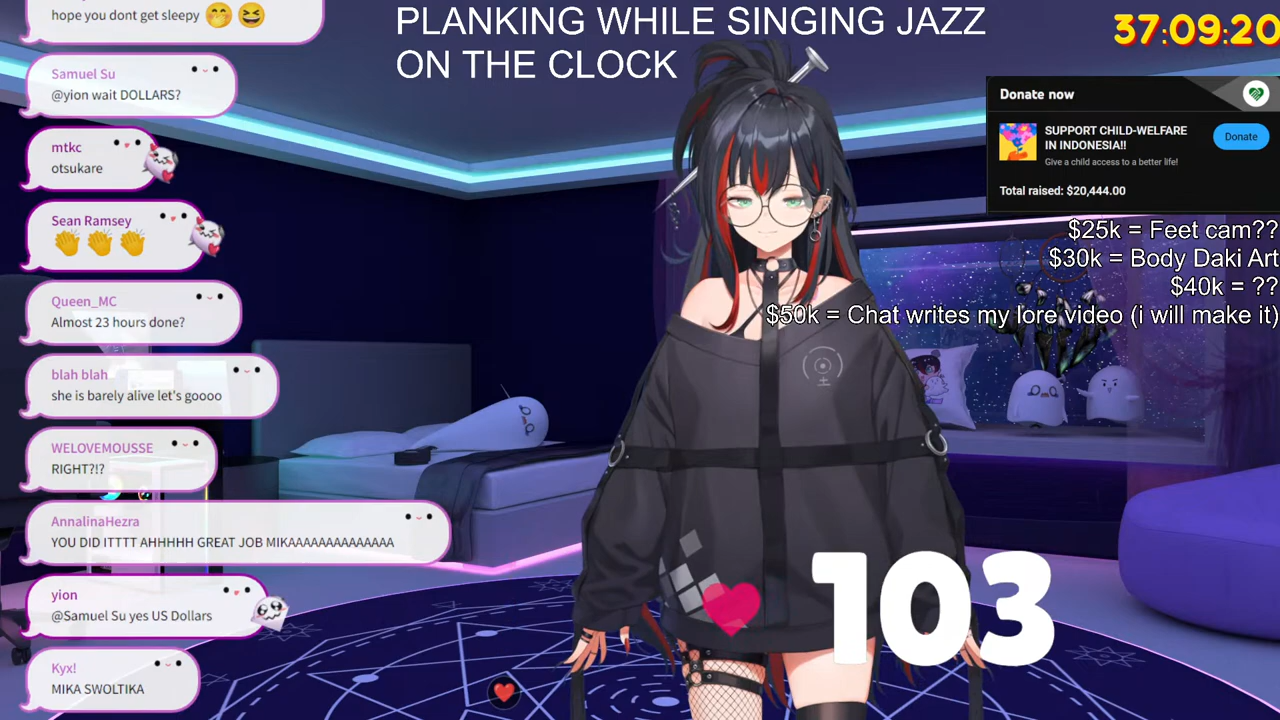 hope you dont get sleepy 🤭 😆
Samuel Su
@yion wait DOLLARS?
mtkc
otsukare
Sean Ramsey
👏 👏 👏
Queen_MC
Almost 23 hours done?
blah blah
she is barely alive let's goooo
WELOVEMOUSSE
RIGHT?!?
AnnalinaHezra
YOU DID ITTTT AHHHHH GREAT JOB MIKAAAAAAAAAAAAAA
yion
@Samuel Su yes US Dollars
Kyx!
MIKA SWOLTIKA
PLANKING WHILE SINGING JAZZ
ON THE CLOCK
37:09:20
Donate now
SUPPORT CHILD-WELFARE
IN INDONESIA!!
Donate
Give a child access to a better life!
Total raised: $20,444.00
$25k = Feet cam??
$30k = Body Daki Art
$40k = ??
$50k = Chat writes my lore video (i will make it)
103